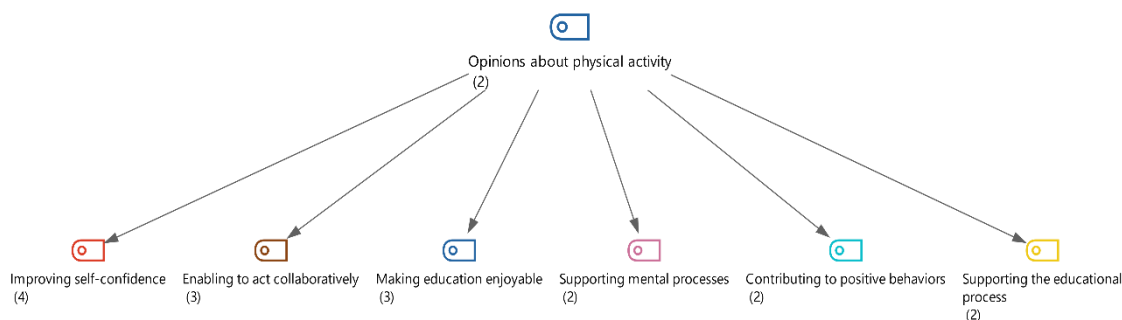 Opinions about physical activity
(2)
Improving self-confidence
(4)
Enabling to act collaboratively
(3)
Making education enjoyable
(3)
Supporting mental processes
(2)
Contributing to positive behaviors
(2)
Supporting the educational
process
(2)